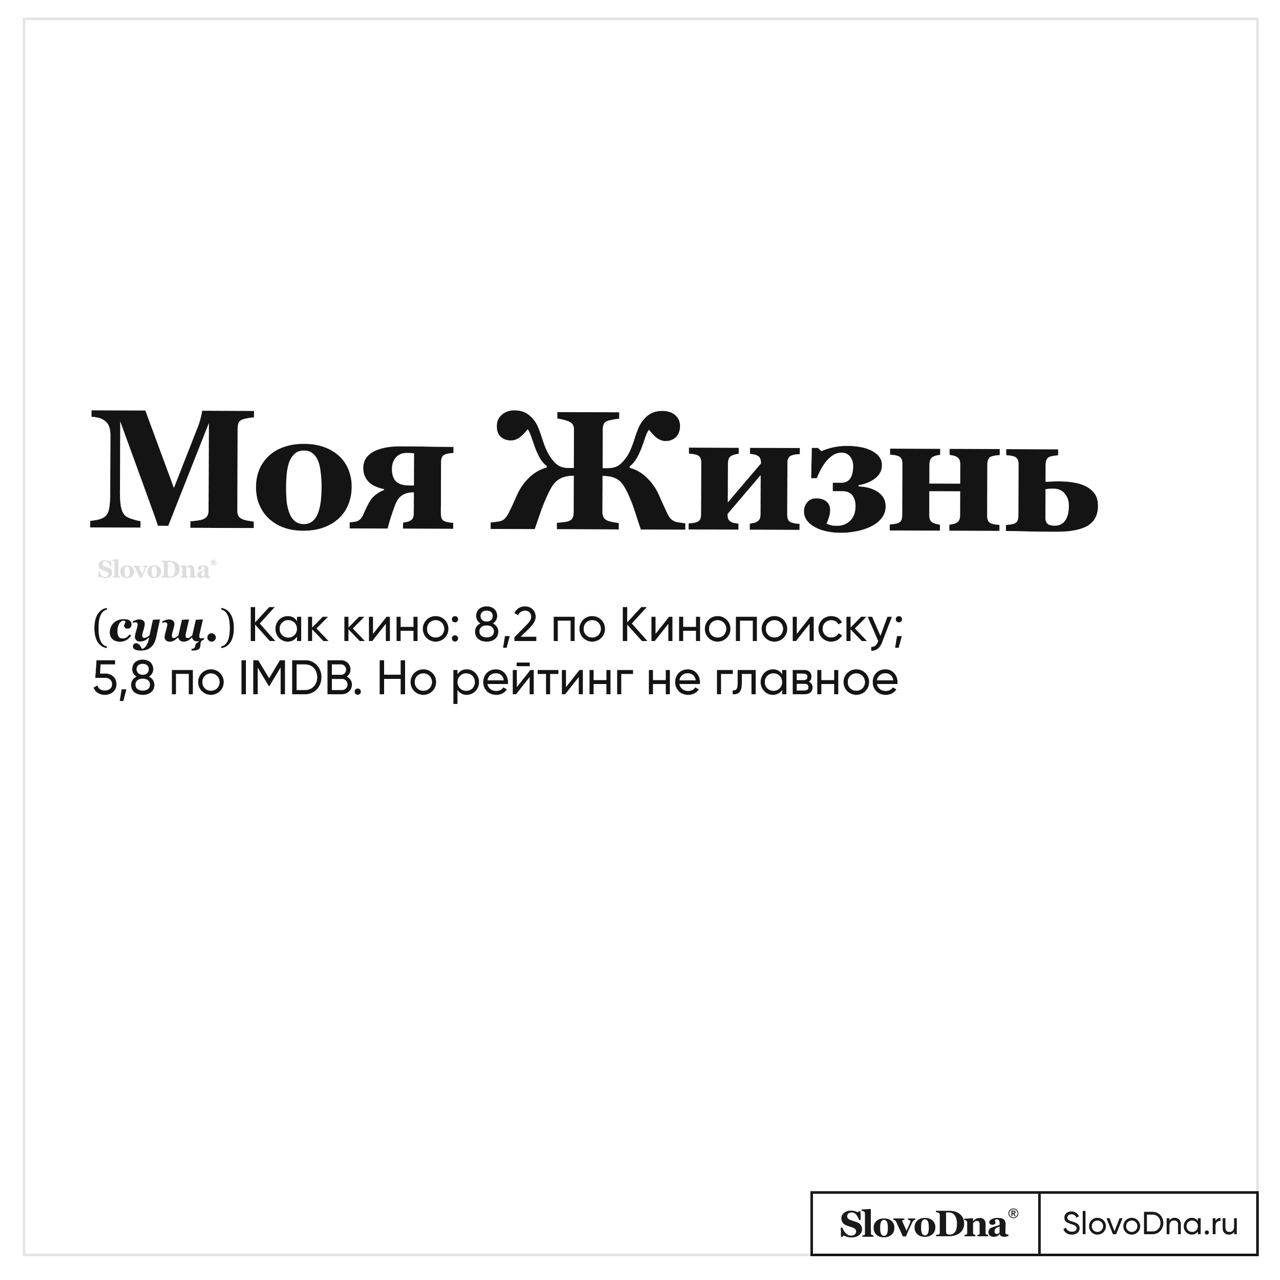 Моя Жизнь
SlovoDna®
(сущ.) Как кино: 8,2 по Кинопоиску;
5,8 по IMDB. Но рейтинг не главное
SlovoDna® SlovoDna.ru